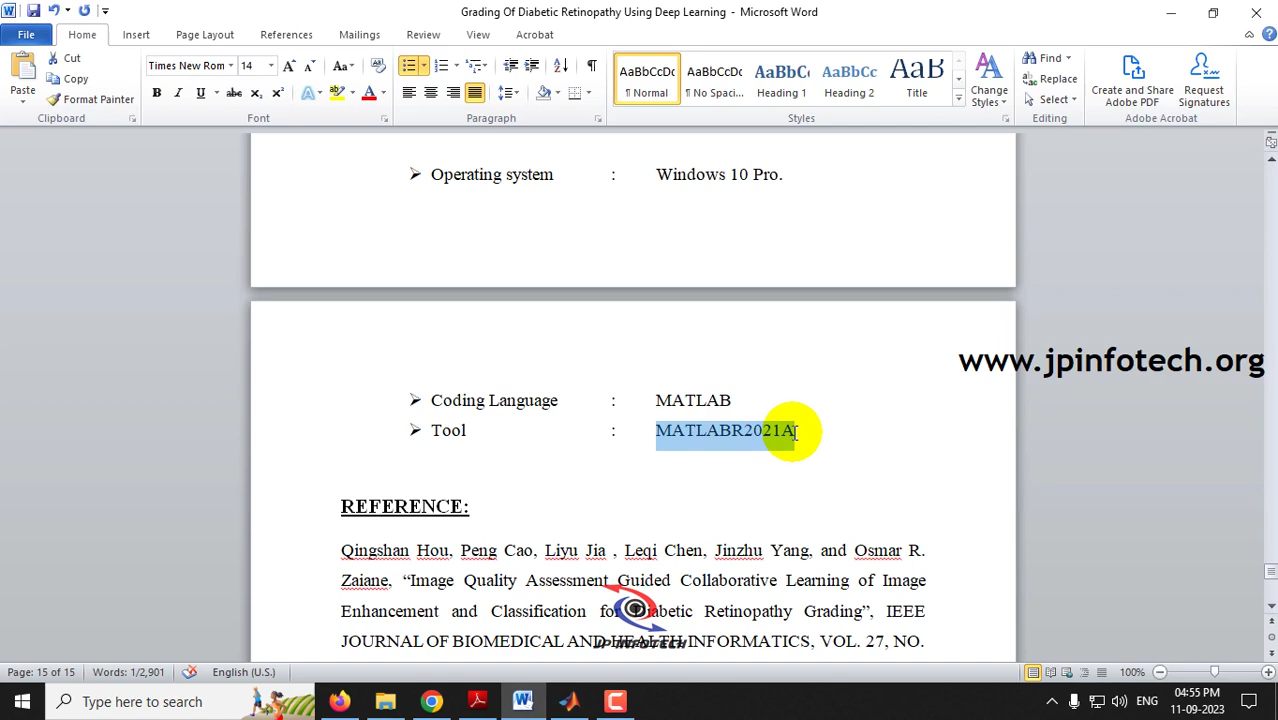 Grading Of Diabetic Retinopathy Using Deep Learning - Microsoft Word
File Home Insert Page Layout References Mailings Review View Acrobat
Paste
Cut
Copy
Format Painter
Clipboard
Times New Rom 14
Font
Paragraph
AaBbCcDc AaBbCcDc AaBbC AaBbCc AaB
¶ Normal ¶ No Spaci... Heading 1 Heading 2 Title
Change Styles
Styles
Find
Replace
Select
Editing
Create and Share Adobe PDF
Request Signatures
Adobe Acrobat
Operating system : Windows 10 Pro.
www.jpinfotech.org
Coding Language : MATLAB
Tool : MATLABR2021A
REFERENCE:
Qingshan Hou, Peng Cao, Liyu Jia , Leqi Chen, Jinzhu Yang, and Osmar R.
Zaiane, “Image Quality Assessment Guided Collaborative Learning of Image
Enhancement and Classification for Diabetic Retinopathy Grading”, IEEE
JOURNAL OF BIOMEDICAL AND HEALTH INFORMATICS, VOL. 27, NO.
JP INFOTECH
Page: 15 of 15 Words: 1/2,901 English (U.S.) 100%
Type here to search
ENG
04:55 PM
11-09-2023